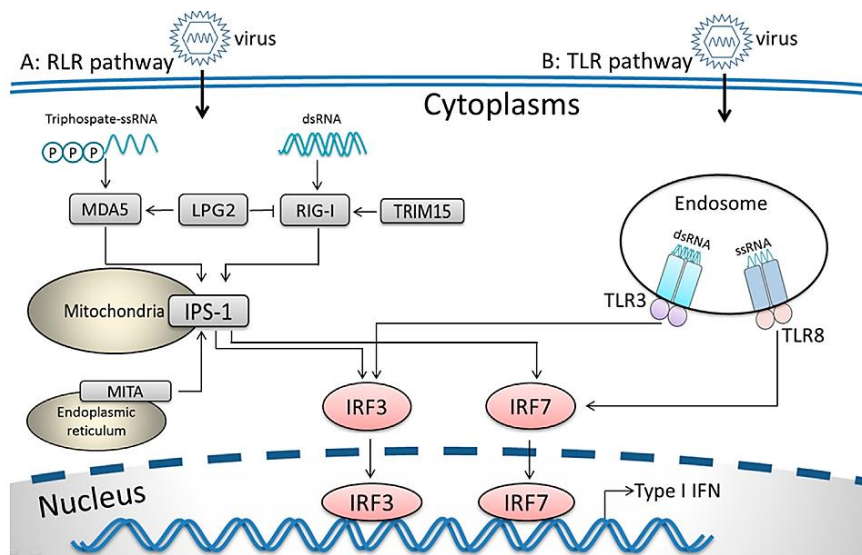 A: RLR pathway
virus
B: TLR pathway
virus
Cytoplasms
Triphospate-ssRNA
dsRNA
P P P
MDA5
LPG2
RIG-I
TRIM15
Endosome
dsRNA
ssRNA
Mitochondria
IPS-1
TLR3
TLR8
MITA
Endoplasmic
reticulum
IRF3
IRF7
Nucleus
IRF3
IRF7
Type I IFN